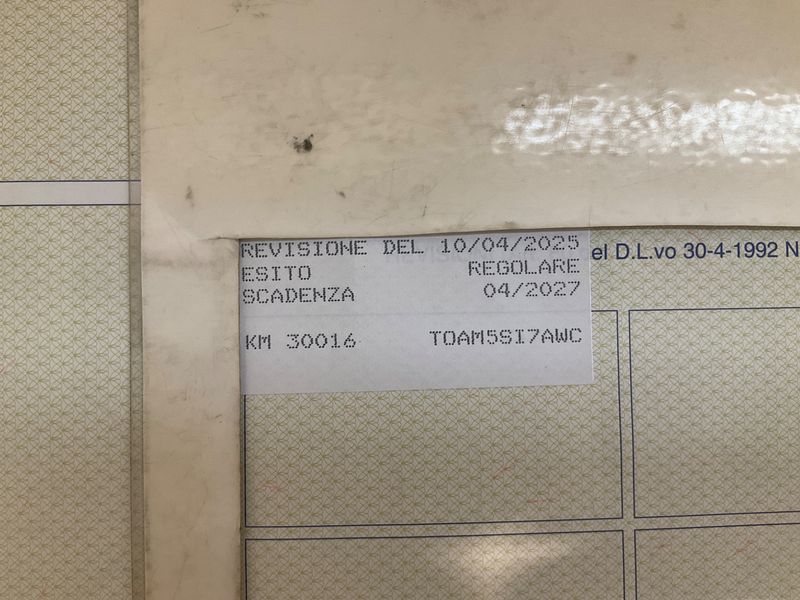 REVISIONE DEL 10/04/2025
el D.L.vo 30-4-1992 N
ESITO REGOLARE
SCADENZA 04/2027
KM 30016 TOAM5SI7AWC